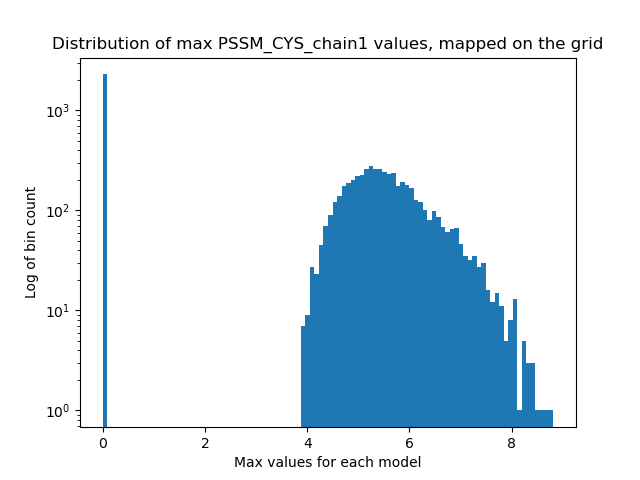 Distribution of max PSSM_CYS_chain1 values, mapped on the grid
10³
10²
10¹
10⁰
Log of bin count
0 2 4 6 8
Max values for each model